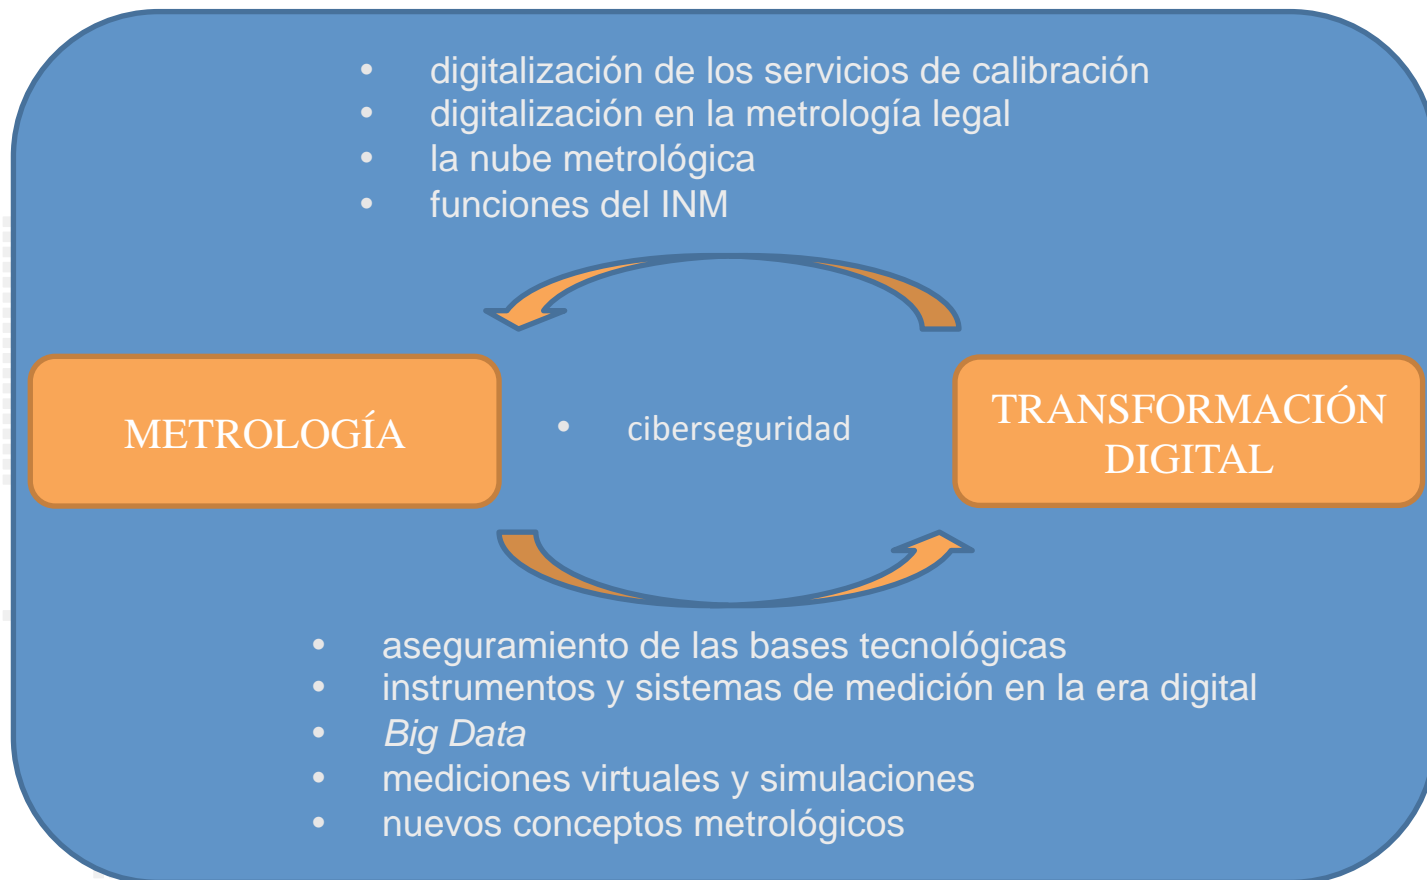 • digitalización de los servicios de calibración
• digitalización en la metrología legal
• la nube metrológica
• funciones del INM
METROLOGÍA
• ciberseguridad
TRANSFORMACIÓN
DIGITAL
• aseguramiento de las bases tecnológicas
• instrumentos y sistemas de medición en la era digital
• Big Data
• mediciones virtuales y simulaciones
• nuevos conceptos metrológicos